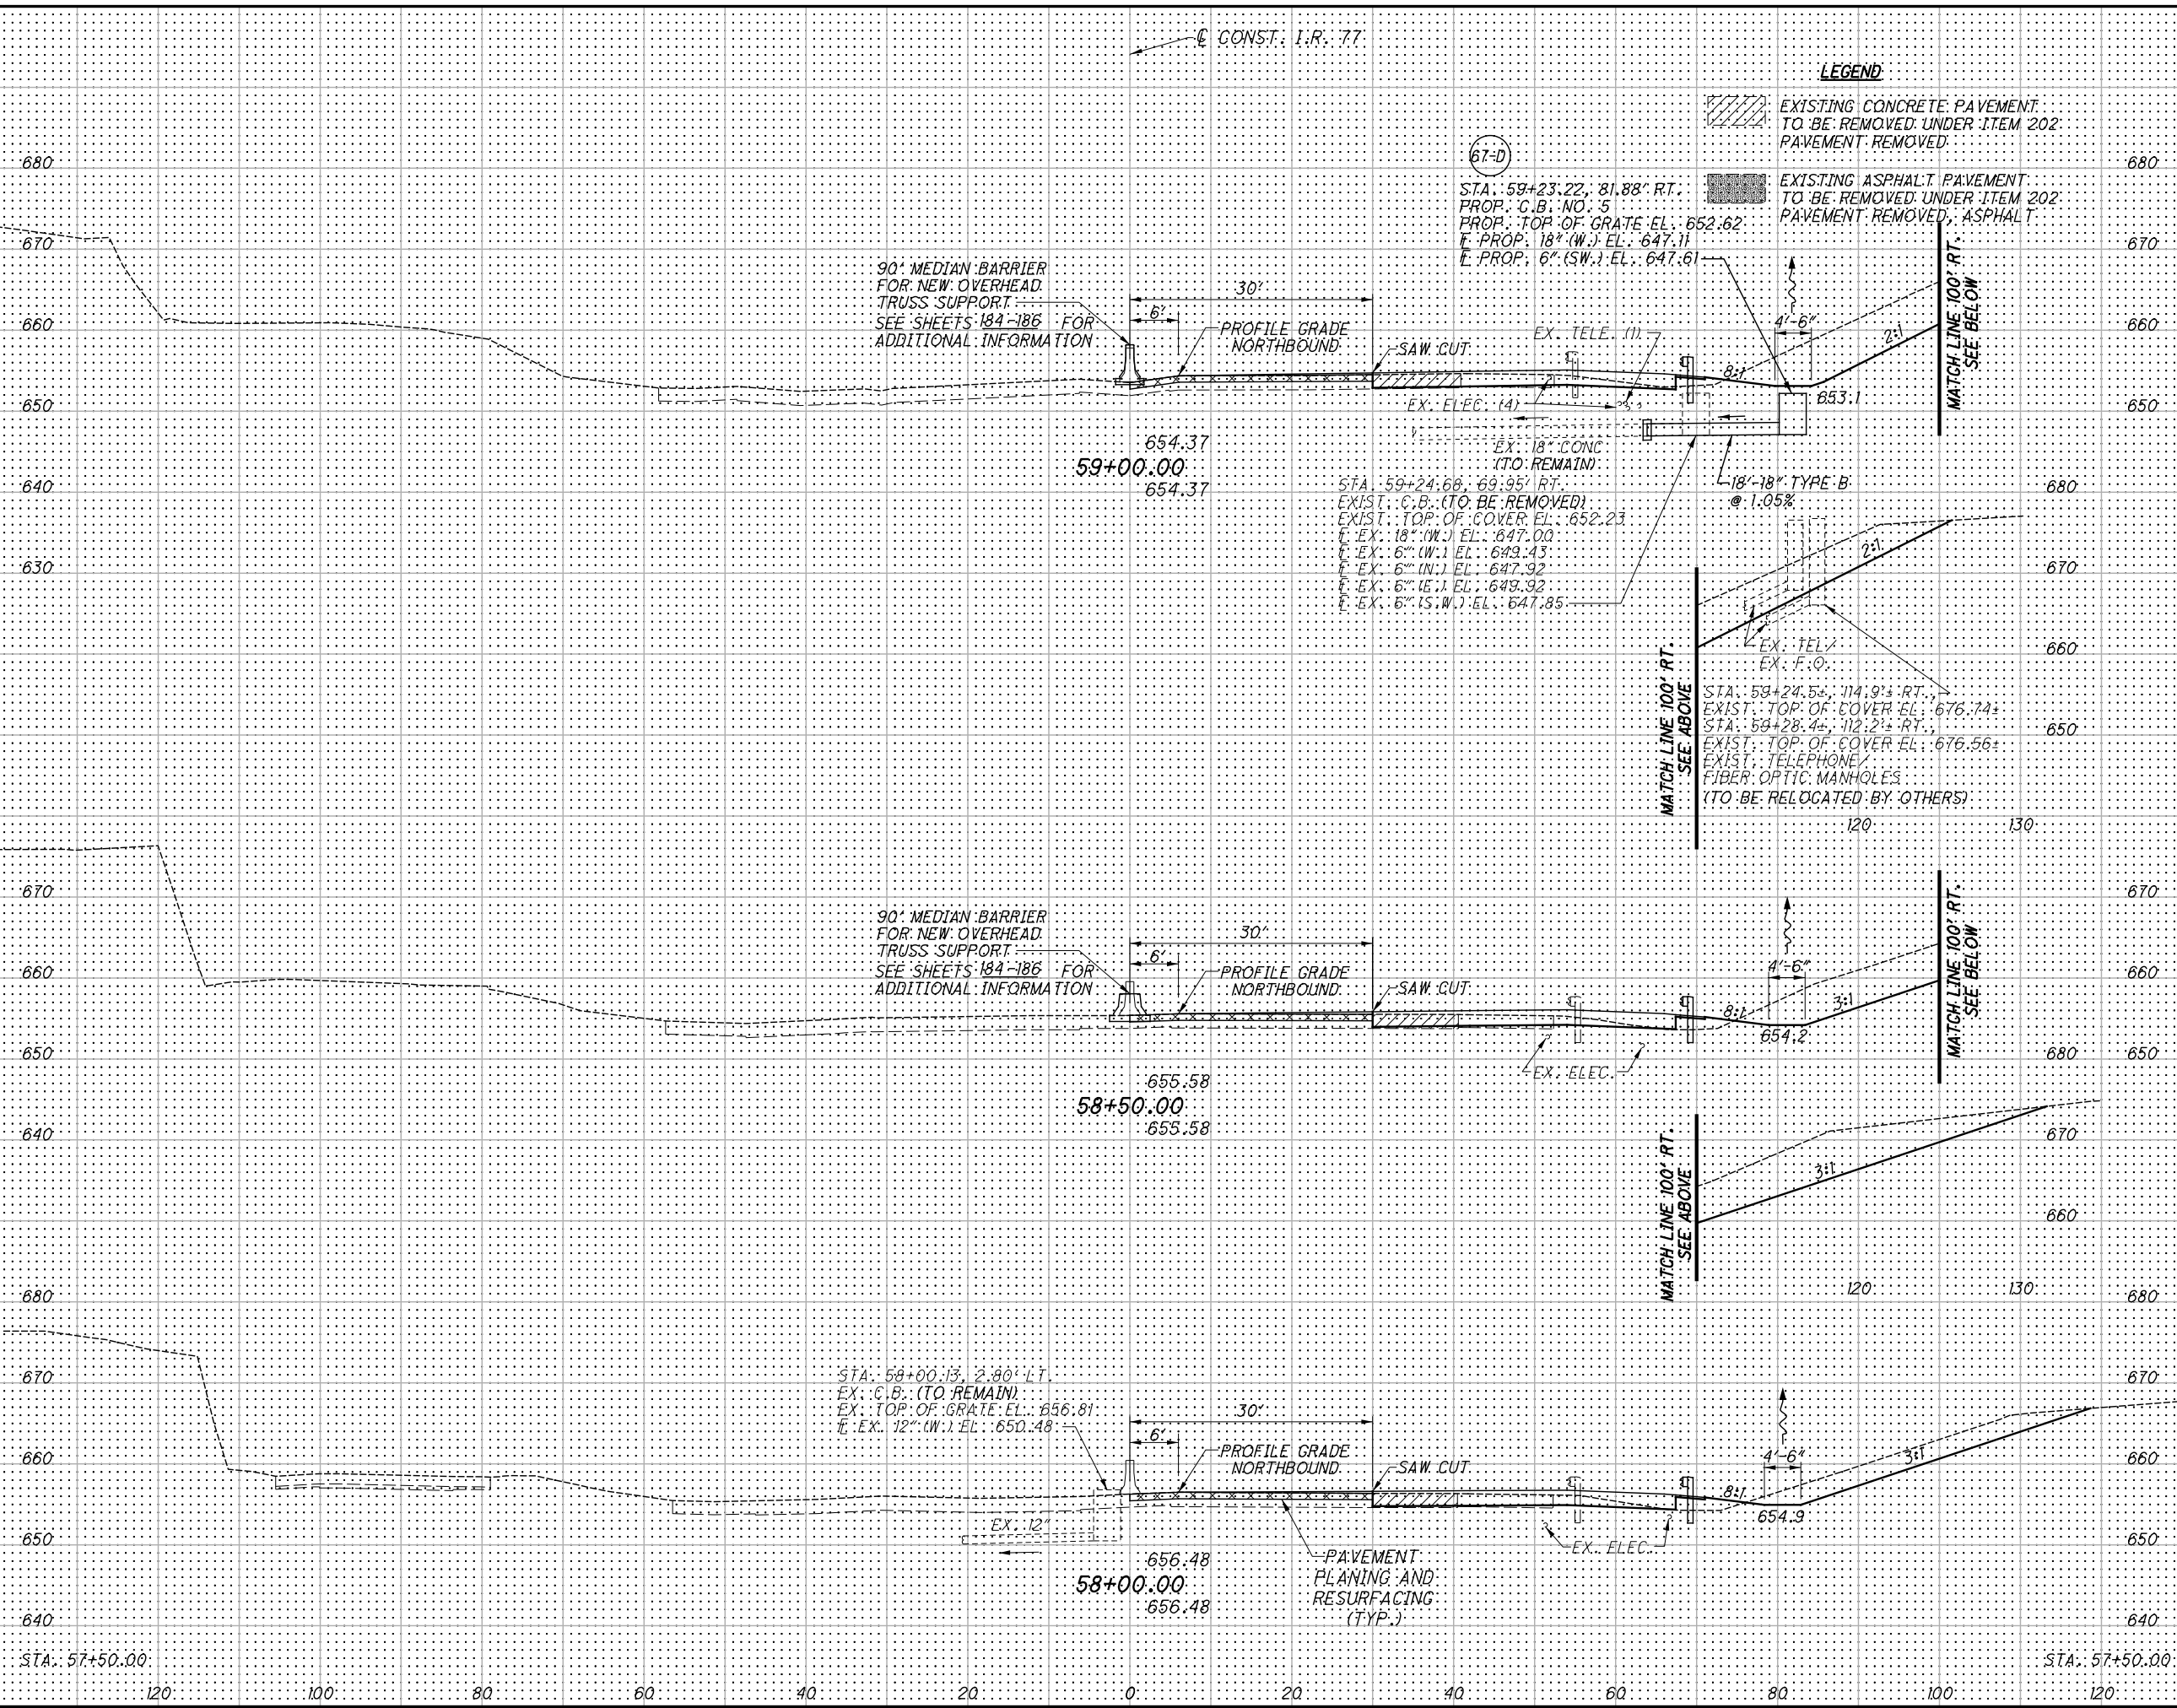 ℄ CONST. I.R. 77
LEGEND
EXISTING CONCRETE PAVEMENT
TO BE REMOVED UNDER ITEM 202
PAVEMENT REMOVED
EXISTING ASPHALT PAVEMENT
TO BE REMOVED UNDER ITEM 202
PAVEMENT REMOVED, ASPHALT
67-D
STA. 59+23.22, 81.88' RT.
PROP. C.B. NO. 5
PROP. TOP OF GRATE EL. 652.62
PROP. 18" (W.) EL. 647.11
PROP. 6" (SW.) EL. 647.61
680
680
670
670
660
660
650
650
640
680
630
670
660
650
90' MEDIAN BARRIER
FOR NEW OVERHEAD
TRUSS SUPPORT
SEE SHEETS 184-186 FOR
ADDITIONAL INFORMATION
30'
6'
PROFILE GRADE
NORTHBOUND
SAW CUT
EX. TELE. (1)
EX. ELEC. (4)
8:1
4'-6"
2:1
653.1
MATCH LINE 100' RT.
SEE BELOW
654.37
59+00.00
654.37
EX. 18" CONC
(TO REMAIN)
18'-18" TYPE B
@ 1.05%
STA. 59+24.68, 69.95' RT.
EXIST. C.B. (TO BE REMOVED)
EXIST. TOP OF COVER EL. 652.23
EX. 18" (W.) EL. 647.00
EX. 6" (W.) EL. 649.43
EX. 6" (N.) EL. 647.92
EX. 6" (E.) EL. 649.92
EX. 6" (S.W.) EL. 647.85
2:1
EX. TEL/
EX. F.O.
MATCH LINE 100' RT.
SEE ABOVE
STA. 59+24.5±, 114.9'± RT.,
EXIST. TOP OF COVER EL. 676.74±
STA. 59+28.4±, 112.2'± RT.,
EXIST. TOP OF COVER EL. 676.56±
EXIST. TELEPHONE/
FIBER OPTIC MANHOLES
(TO BE RELOCATED BY OTHERS)
120 130
670
670
660
660
650
680 650
640
670
660
90' MEDIAN BARRIER
FOR NEW OVERHEAD
TRUSS SUPPORT
SEE SHEETS 184-186 FOR
ADDITIONAL INFORMATION
30'
6'
PROFILE GRADE
NORTHBOUND
SAW CUT
8:1
4'-6"
3:1
654.2
EX. ELEC.
MATCH LINE 100' RT.
SEE BELOW
655.58
58+50.00
655.58
3:1
MATCH LINE 100' RT.
SEE ABOVE
120 130
680
680
670
670
660
660
650
650
640
640
STA. 58+00.13, 2.80' LT.
EX. C.B. (TO REMAIN)
EX. TOP OF GRATE EL. 656.81
EX. 12" (W.) EL. 650.48
30'
6'
PROFILE GRADE
NORTHBOUND
SAW CUT
8:1
4'-6"
3:1
654.9
EX. 12"
EX. ELEC.
656.48
58+00.00
656.48
PAVEMENT
PLANING AND
RESURFACING
(TYP.)
STA. 57+50.00
STA. 57+50.00
120 100 80 60 40 20 0 20 40 60 80 100 120